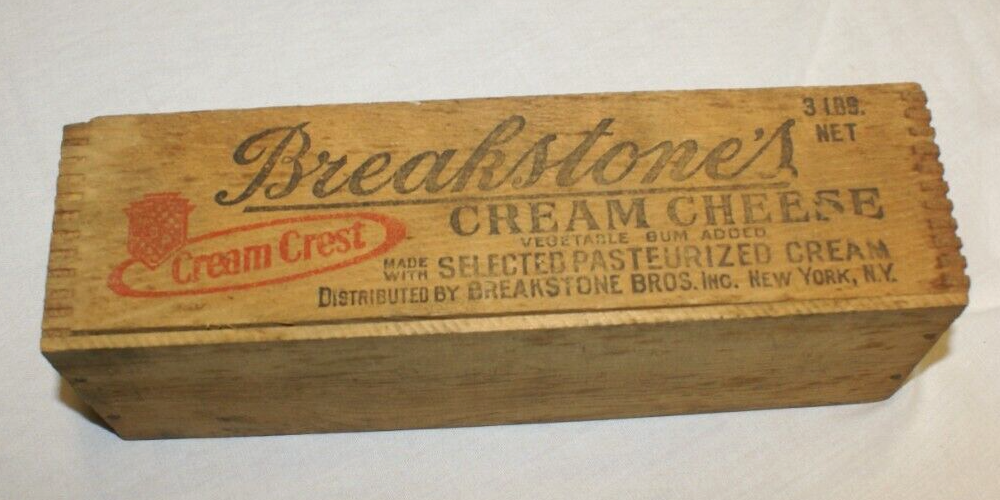 3 LBS.
NET
Breakstone's
CREAM CHEESE
VEGETABLE GUM ADDED
Cream Crest
MADE WITH SELECTED PASTEURIZED CREAM
DISTRIBUTED BY BREAKSTONE BROS. INC. NEW YORK, N.Y.